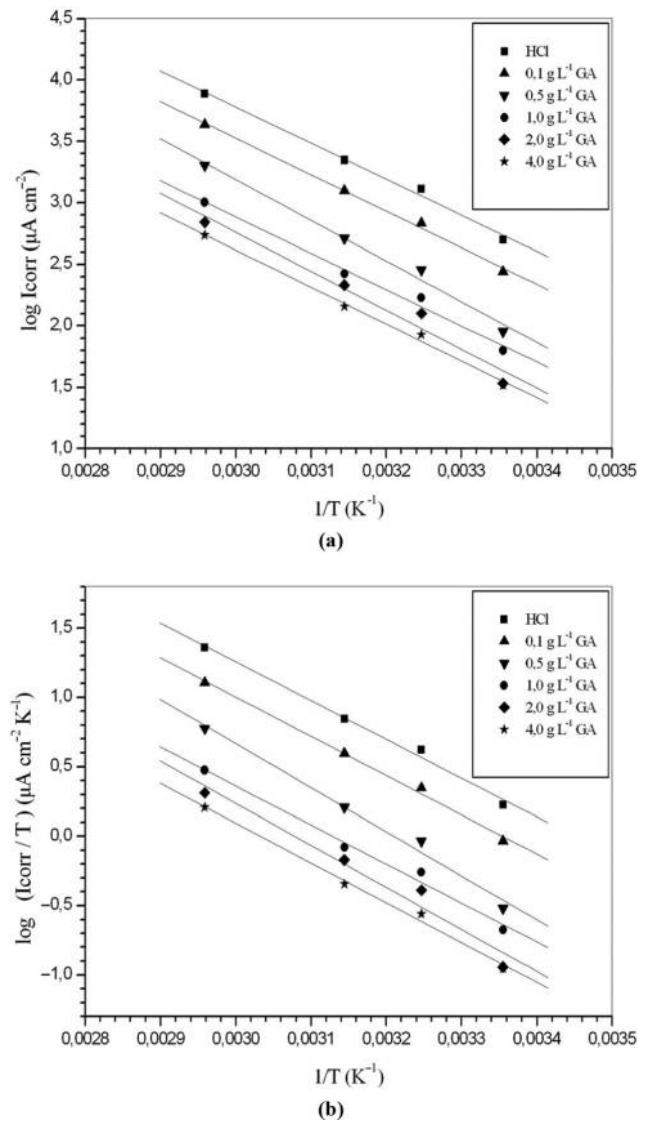 4,5
4,0
3,5
3,0
2,5
2,0
1,5
1,0
log Icorr (μA cm⁻²)
HCl
0,1 g L⁻¹ GA
0,5 g L⁻¹ GA
1,0 g L⁻¹ GA
2,0 g L⁻¹ GA
4,0 g L⁻¹ GA
0,0028 0,0029 0,0030 0,0031 0,0032 0,0033 0,0034 0,0035
1/T (K⁻¹)
(a)
1,5
1,0
0,5
0,0
−0,5
−1,0
log (Icorr / T ) (μA cm⁻² K⁻¹)
HCl
0,1 g L⁻¹ GA
0,5 g L⁻¹ GA
1,0 g L⁻¹ GA
2,0 g L⁻¹ GA
4,0 g L⁻¹ GA
0,0028 0,0029 0,0030 0,0031 0,0032 0,0033 0,0034 0,0035
1/T (K⁻¹)
(b)